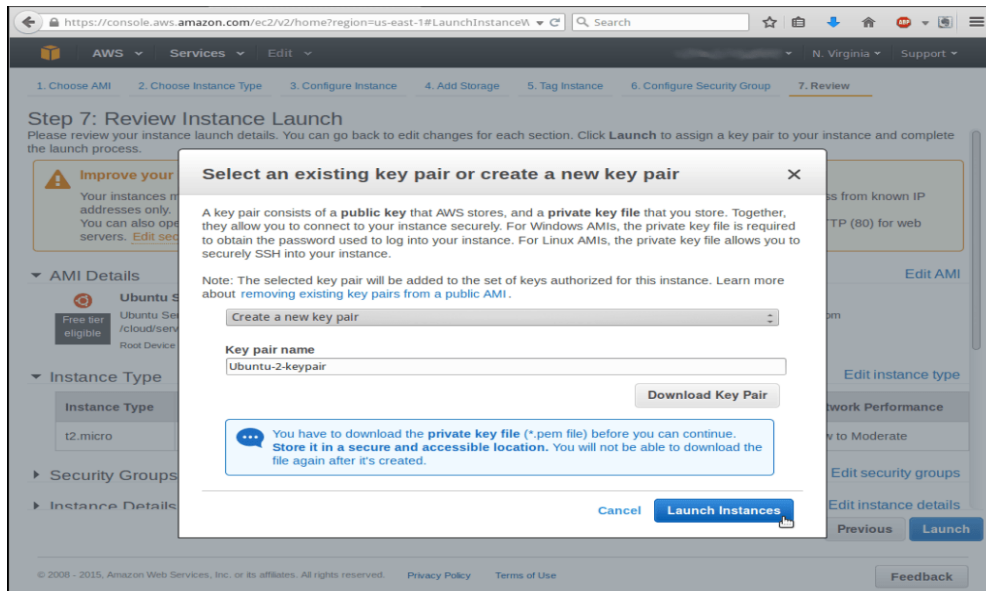 https://console.aws.amazon.com/ec2/v2/home?region=us-east-1#LaunchInstanceW
Search
AWS Services Edit N. Virginia Support
1. Choose AMI 2. Choose Instance Type 3. Configure Instance 4. Add Storage 5. Tag Instance 6. Configure Security Group 7. Review
Step 7: Review Instance Launch
Please review your instance launch details. You can go back to edit changes for each section. Click Launch to assign a key pair to your instance and complete
the launch process.
Improve your
Your instances
ss from known IP
addresses only.
You can also ope
TTP (80) for web
servers. Edit sec
Select an existing key pair or create a new key pair
A key pair consists of a public key that AWS stores, and a private key file that you store. Together,
they allow you to connect to your instance securely. For Windows AMIs, the private key file is required
to obtain the password used to log into your instance. For Linux AMIs, the private key file allows you to
securely SSH into your instance.
Note: The selected key pair will be added to the set of keys authorized for this instance. Learn more
about removing existing key pairs from a public AMI.
Create a new key pair
Key pair name
Ubuntu-2-keypair
Download Key Pair
You have to download the private key file (*.pem file) before you can continue.
Store it in a secure and accessible location. You will not be able to download the
file again after it's created.
Cancel Launch Instances
AMI Details
Edit AMI
Ubuntu S
Free tier
eligible
Ubuntu Ser
/cloud/serv
om
Root Device
Instance Type
Edit instance type
Instance Type
twork Performance
t2.micro
w to Moderate
Security Groups
Edit security groups
Instance Details
Edit instance details
Previous Launch
© 2008 - 2015, Amazon Web Services, Inc. or its affiliates. All rights reserved. Privacy Policy Terms of Use
Feedback